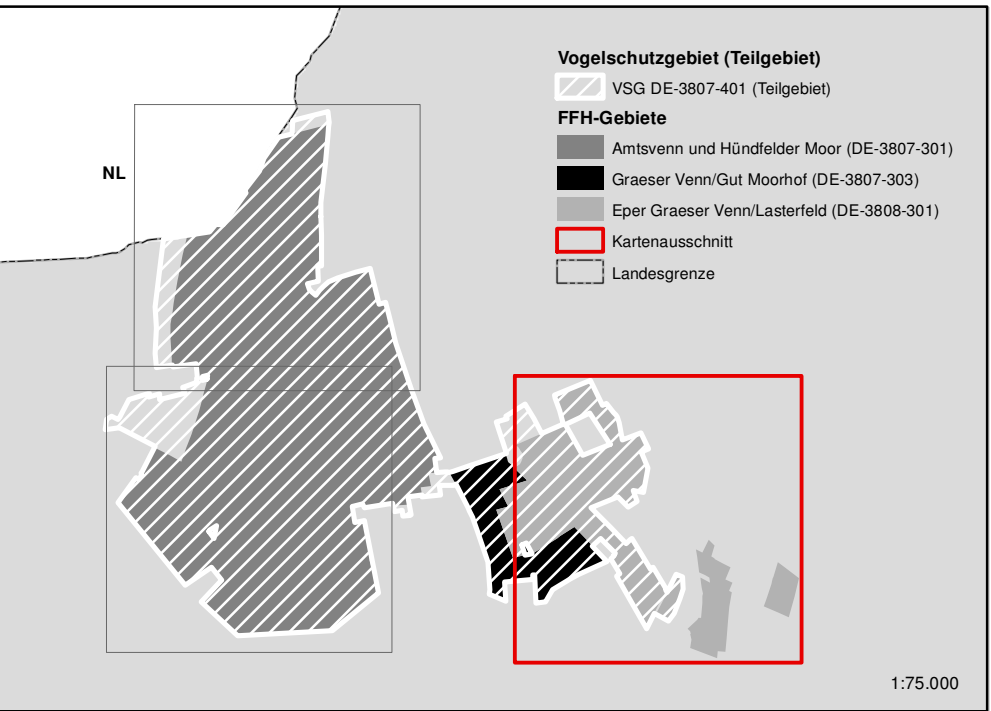 Vogelschutzgebiet (Teilgebiet)
VSG DE-3807-401 (Teilgebiet)
FFH-Gebiete
Amtsvenn und Hündfelder Moor (DE-3807-301)
Graeser Venn/Gut Moorhof (DE-3807-303)
Eper Graeser Venn/Lasterfeld (DE-3808-301)
Kartenausschnitt
Landesgrenze
NL
1:75.000